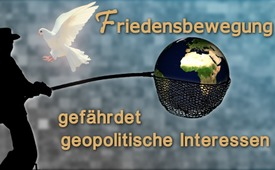 Friedensbewegung
gefährdet
geopolitische Interessen